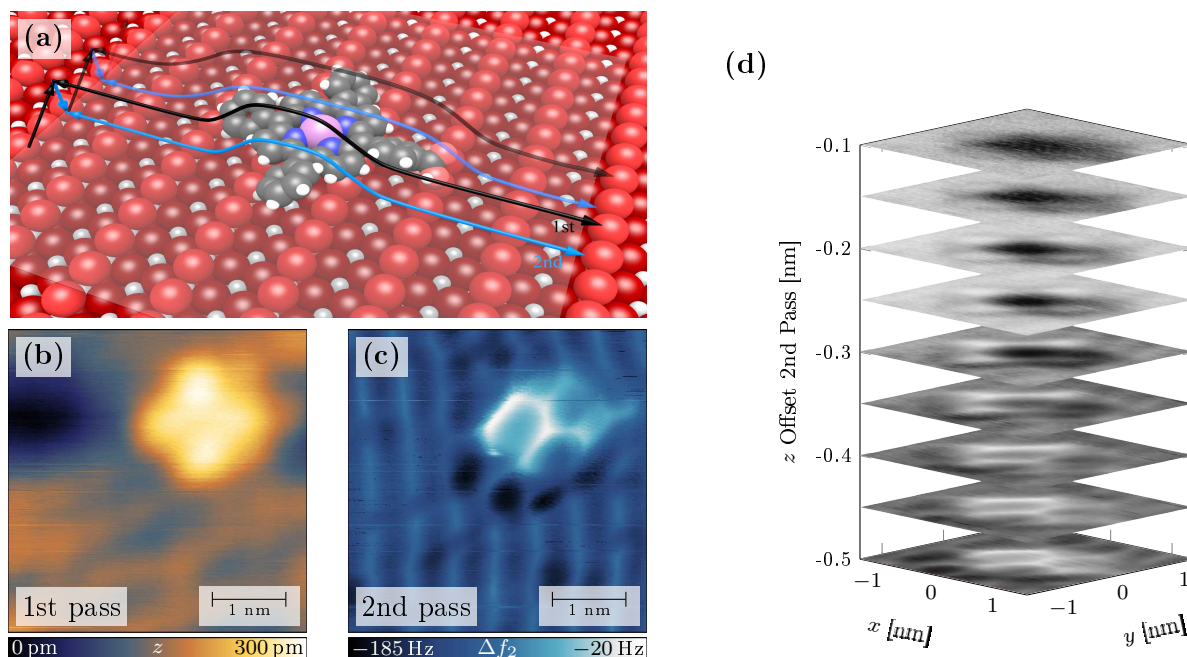 (a)
1st
2nd
(b)
1st pass
1 nm
0 pm z 300 pm
(c)
2nd pass
1 nm
−185 Hz Δf2 −20 Hz
(d)
z Offset 2nd Pass [nm]
-0.1
-0.2
-0.3
-0.4
-0.5
−1 0 1
x [nm]
−1 0 1
y [nm]